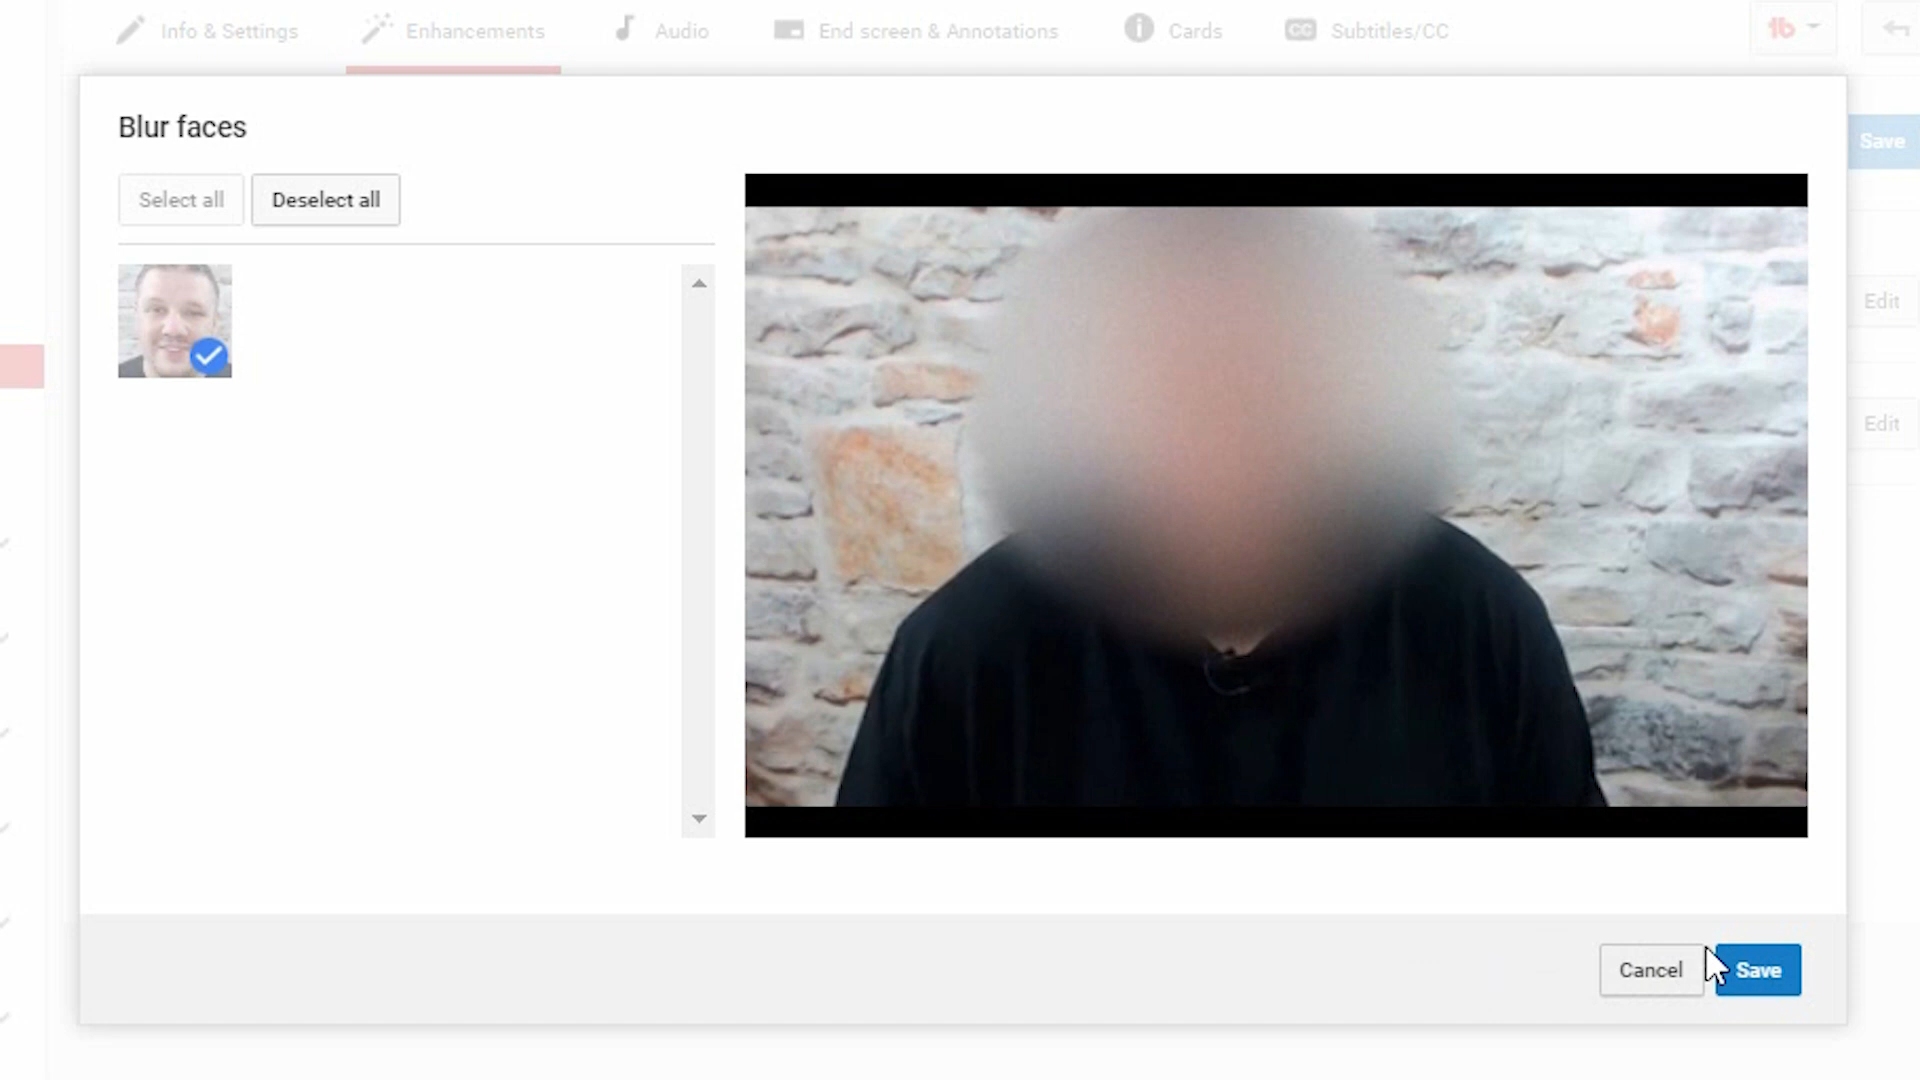 Info & Settings
Enhancements
Audio
End screen & Annotations
Cards
CC
Subtitles/CC
Blur faces
Save
Select all
Deselect all
Edit
Edit
Cancel
Save